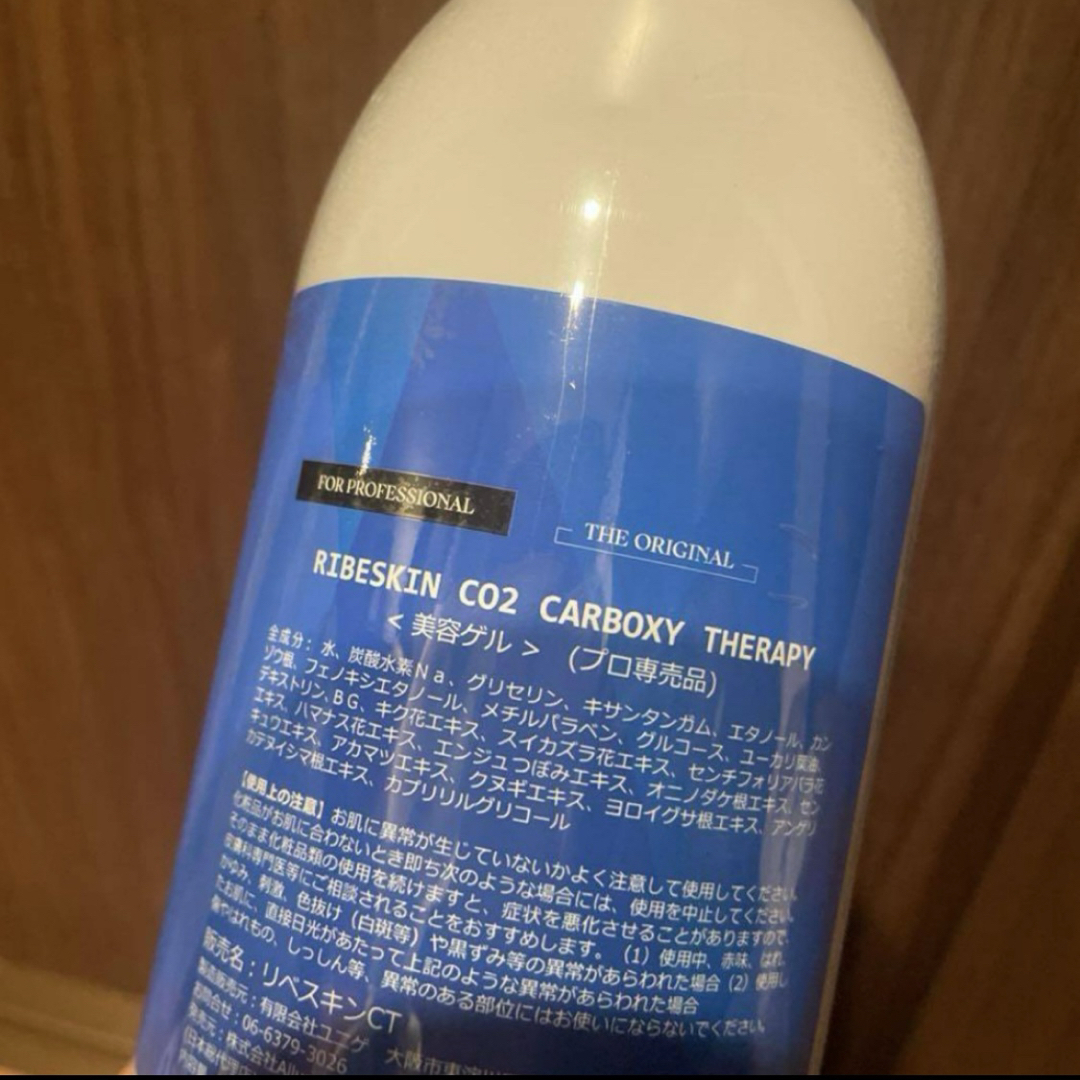 FOR PROFESSIONAL
THE ORIGINAL
RIBESKIN CO2 CARBOXY THERAPY
< 美容ゲル > (プロ専売品)
全成分：水、炭酸水素Na、グリセリン、キサンタンガム、エタノール、カン
ゾウ根、フェノキシエタノール、メチルパラベン、グルコース、ユーカリ葉油、
デキストリン、BG、キク花エキス、スイカズラ花エキス、センチフォリアバラ花
エキス、ハマナス花エキス、エンジュつぼみエキス、オニノダケ根エキス、セン
キュウエキス、アカマツエキス、クヌギエキス、ヨロイグサ根エキス、アンゲリ
カテヌイシマ根エキス、カプリリルグリコール
【使用上の注意】お肌に異常が生じていないかよく注意して使用してください。
化粧品がお肌に合わないとき即ち次のような場合には、使用を中止してください。
そのまま化粧品類の使用を続けますと、症状を悪化させることがありますので、
皮膚科専門医等にご相談されることをおすすめします。（1）使用中、赤味、はれ、
かゆみ、刺激、色抜け（白斑等）や黒ずみ等の異常があらわれた場合（2）使用し
たお肌に、直接日光があたって上記のような異常があらわれた場合
傷やはれもの、しっしん等、異常のある部位にはお使いにならないでください。
販売名：リベスキンCT
製造販売元：有限会社ユーゲ 大阪市東淀川
お問合せ：06-6379-3026
発売元：株式会社